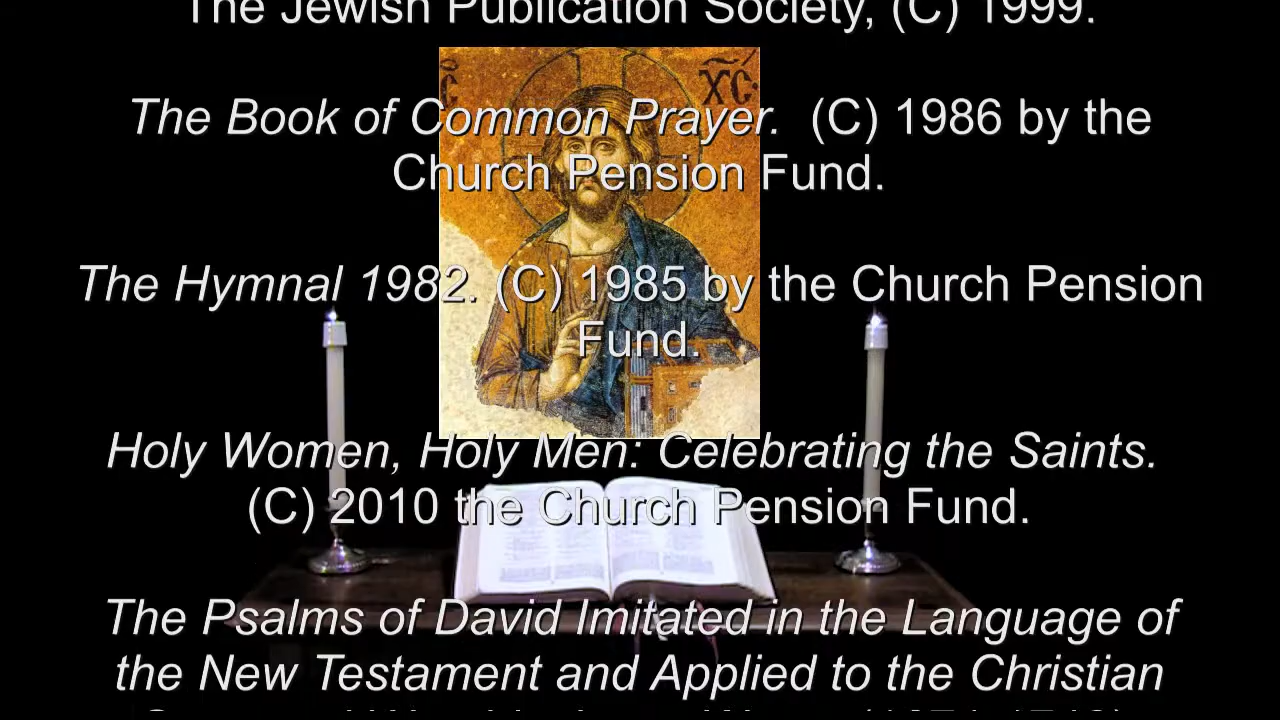 The Jewish Publication Society, (C) 1999.
The Book of Common Prayer. (C) 1986 by the
Church Pension Fund.
The Hymnal 1982. (C) 1985 by the Church Pension
Fund.
Holy Women, Holy Men: Celebrating the Saints.
(C) 2010 the Church Pension Fund.
The Psalms of David Imitated in the Language of
the New Testament and Applied to the Christian